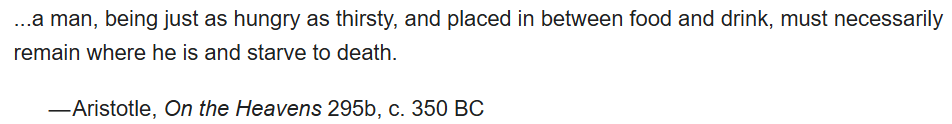 ...a man, being just as hungry as thirsty, and placed in between food and drink, must necessarily
remain where he is and starve to death.
—Aristotle, On the Heavens 295b, c. 350 BC